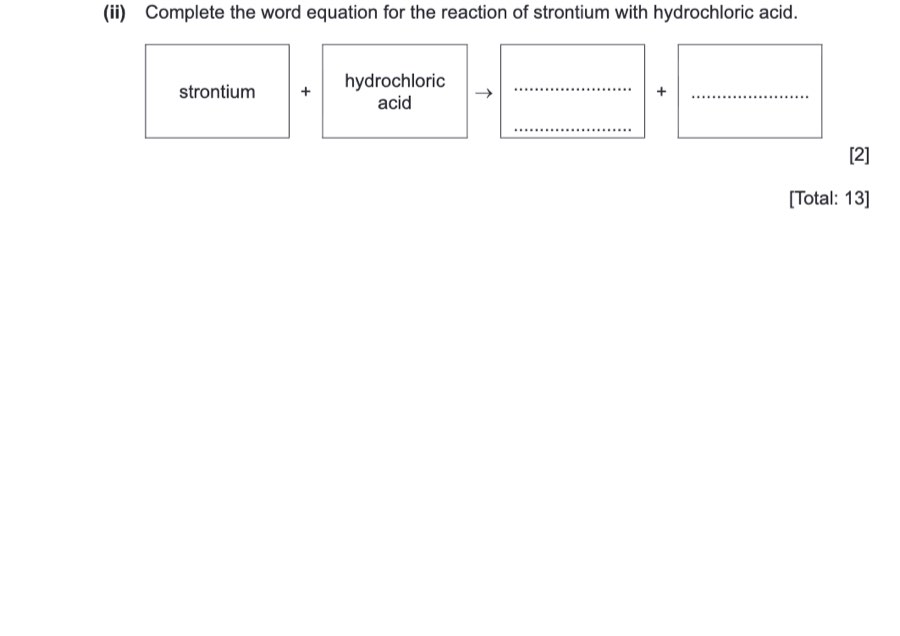 (ii) Complete the word equation for the reaction of strontium with hydrochloric acid.
strontium + hydrochloric acid → ........................ ........................ + ........................
[2]
[Total: 13]